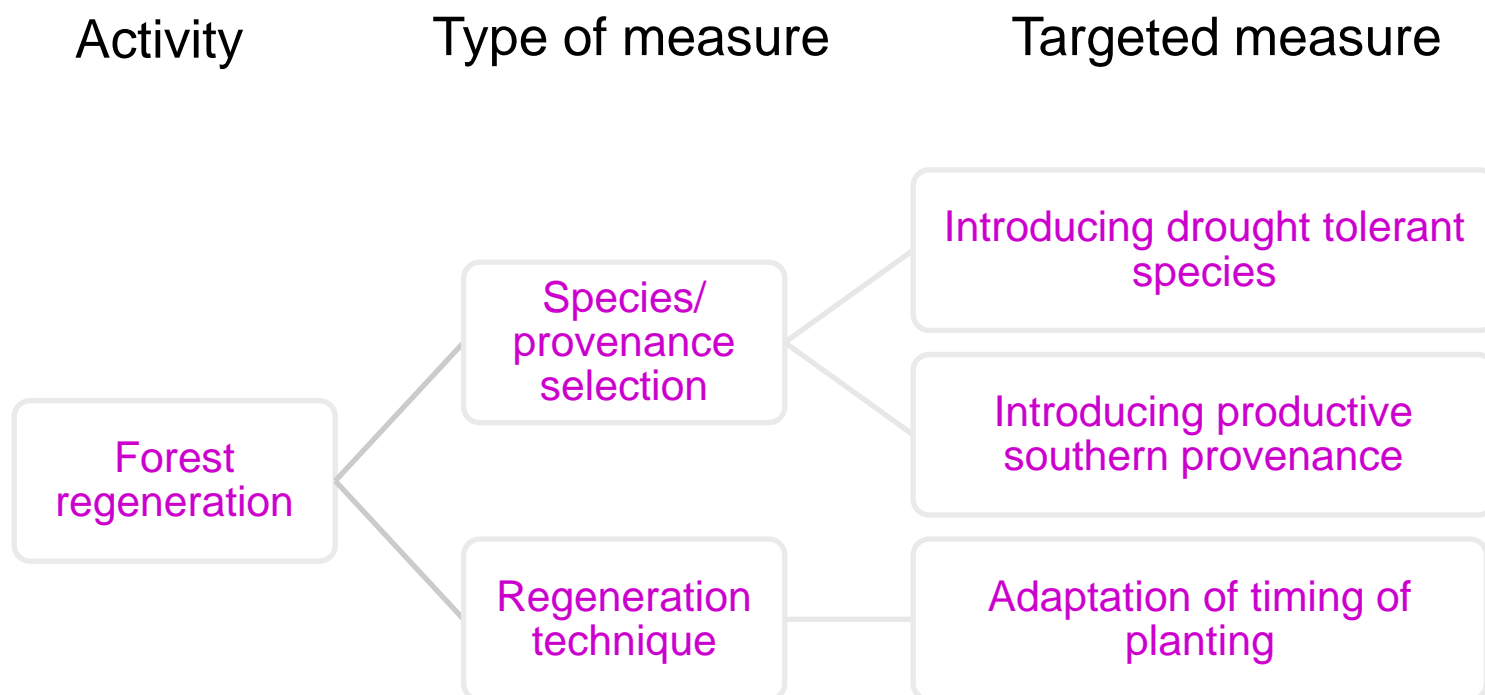 Activity
Type of measure
Targeted measure
Introducing drought tolerant
species
Species/
provenance
selection
Introducing productive
southern provenance
Forest
regeneration
Regeneration
technique
Adaptation of timing of
planting